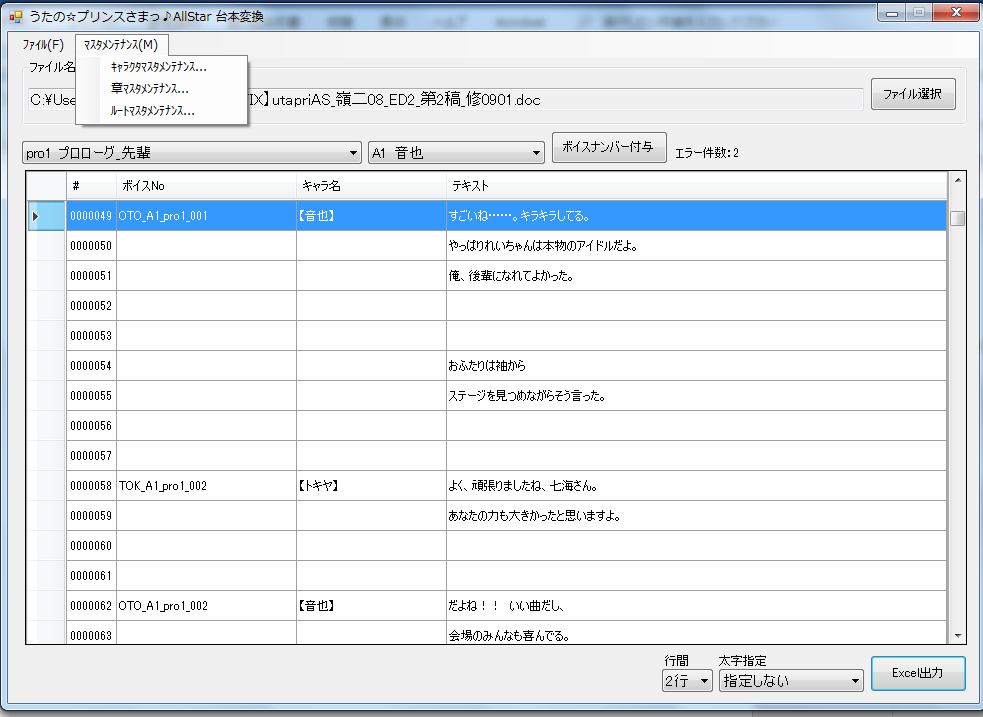 うたの☆プリンスさまっ♪AllStar 台本変換
ファイル(F) マスタメンテナンス(M)
キャラクタマスタメンテナンス...
章マスタメンテナンス...
ルートマスタメンテナンス...
ファイル名
C:¥Use IX】utapriAS_嶺二08_ED2_第2稿_修0901.doc
ファイル選択
pro1 プロローグ_先輩 A1 音也 ボイスナンバー付与 エラー件数:2
# ボイスNo キャラ名 テキスト
0000049 OTO_A1_pro1_001 【音也】 すごいね……。キラキラしてる。
0000050 やっぱりれいちゃんは本物のアイドルだよ。
0000051 俺、後輩になれてよかった。
0000052
0000053
0000054 おふたりは袖から
0000055 ステージを見つめながらそう言った。
0000056
0000057
0000058 TOK_A1_pro1_002 【トキヤ】 よく、頑張りましたね、七海さん。
0000059 あなたの力も大きかったと思いますよ。
0000060
0000061
0000062 OTO_A1_pro1_002 【音也】 だよね！！ いい曲だし、
0000063 会場のみんなも喜んでる。
行間 太字指定
2行 指定しない Excel出力